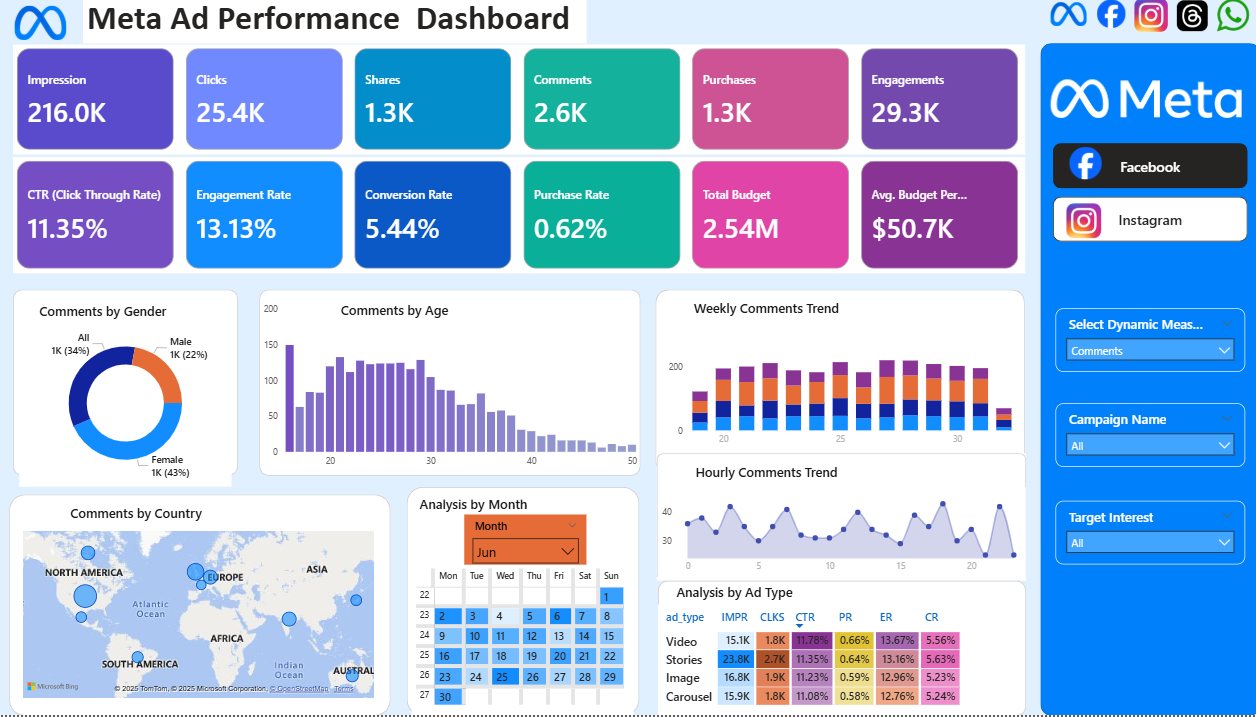 Meta Ad Performance Dashboard
Impression
216.0K
Clicks
25.4K
Shares
1.3K
Comments
2.6K
Purchases
1.3K
Engagements
29.3K
CTR (Click Through Rate)
11.35%
Engagement Rate
13.13%
Conversion Rate
5.44%
Purchase Rate
0.62%
Total Budget
2.54M
Avg. Budget Per...
$50.7K
Meta
Facebook
Instagram
Select Dynamic Meas...
Comments
Campaign Name
All
Target Interest
All
Comments by Gender
All
1K (34%)
Male
1K (22%)
Female
1K (43%)
Comments by Age
200
150
100
50
0
20 30 40 50
Weekly Comments Trend
200
0
20 25 30
Hourly Comments Trend
40
30
0 5 10 15 20
Comments by Country
NORTH AMERICA
EUROPE
ASIA
Atlantic
Ocean
AFRICA
SOUTH AMERICA
Indian
Ocean
AUSTRAL
Microsoft Bing
© 2025 TomTom, © 2025 Microsoft Corporation, © OpenStreetMap Terms
Analysis by Month
Month
Jun
Mon Tue Wed Thu Fri Sat Sun
22 1
23 2 3 4 5 6 7 8
24 9 10 11 12 13 14 15
25 16 17 18 19 20 21 22
26 23 24 25 26 27 28 29
27 30
Analysis by Ad Type
ad_type IMPR CLKS CTR PR ER CR
Video 15.1K 1.8K 11.78% 0.66% 13.67% 5.56%
Stories 23.8K 2.7K 11.35% 0.64% 13.16% 5.63%
Image 16.8K 1.9K 11.23% 0.59% 12.96% 5.23%
Carousel 15.9K 1.8K 11.08% 0.58% 12.76% 5.24%